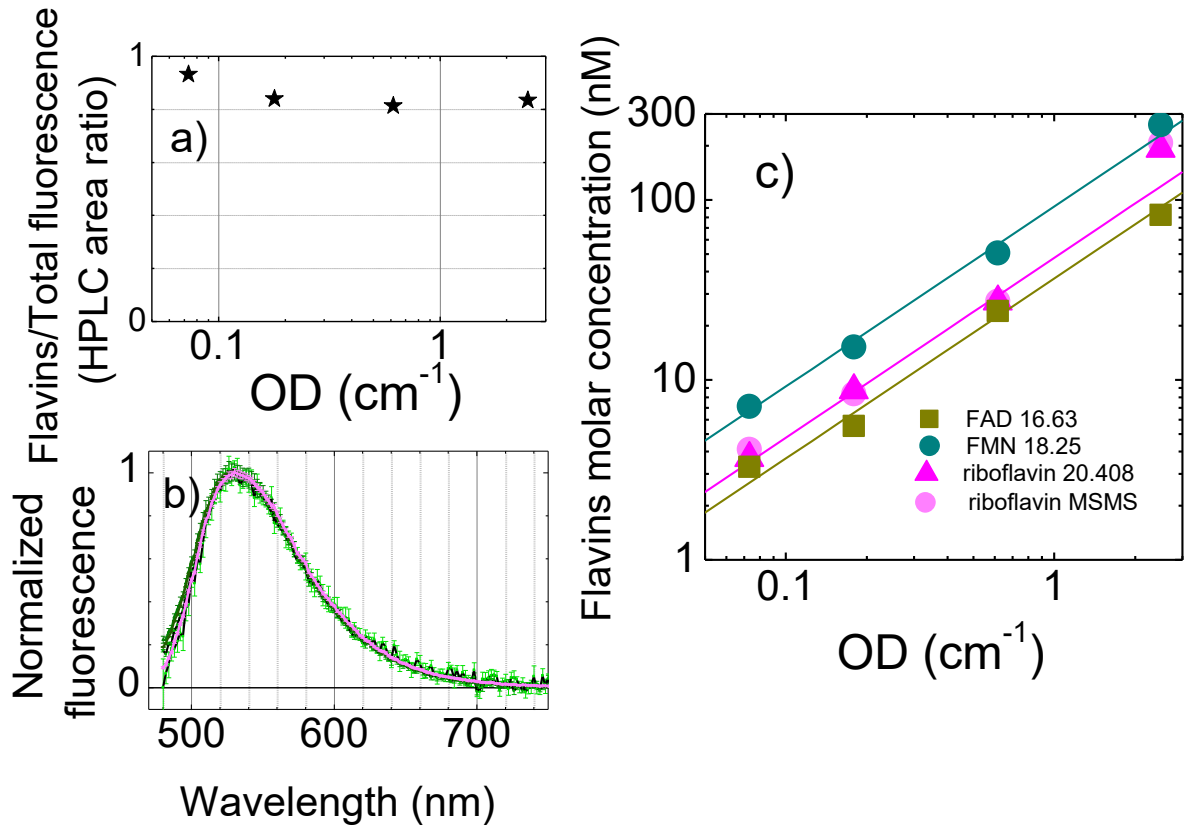 Flavins/Total fluorescence
(HPLC area ratio)
1
0
a)
0.1
1
OD (cm⁻¹)
Normalized
fluorescence
1
0
b)
500
600
700
Wavelength (nm)
Flavins molar concentration (nM)
300
100
10
1
c)
FAD 16.63
FMN 18.25
riboflavin 20.408
riboflavin MSMS
0.1
1
OD (cm⁻¹)